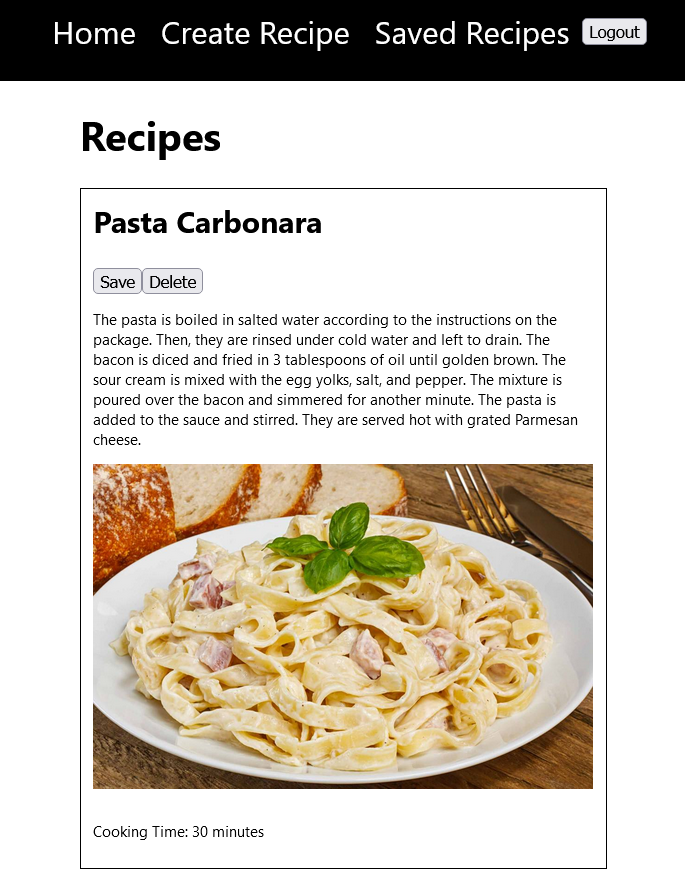 Home Create Recipe Saved Recipes Logout
Recipes
Pasta Carbonara
Save Delete
The pasta is boiled in salted water according to the instructions on the
package. Then, they are rinsed under cold water and left to drain. The
bacon is diced and fried in 3 tablespoons of oil until golden brown. The
sour cream is mixed with the egg yolks, salt, and pepper. The mixture is
poured over the bacon and simmered for another minute. The pasta is
added to the sauce and stirred. They are served hot with grated Parmesan
cheese.
Cooking Time: 30 minutes